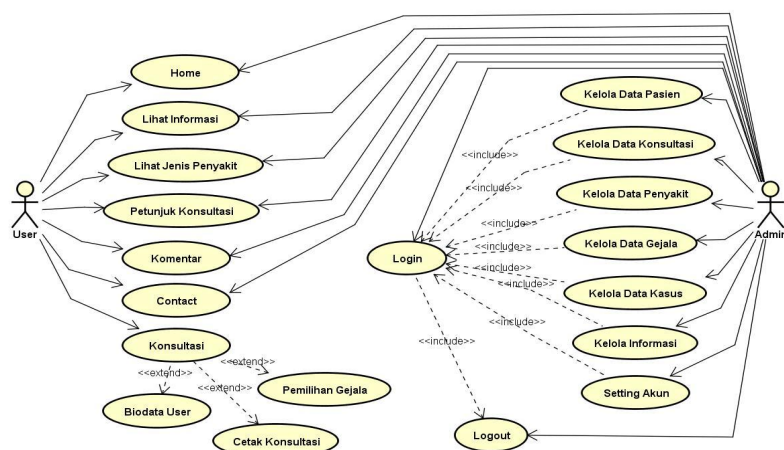 Home
Lihat Informasi
Lihat Jenis Penyakit
Petunjuk Konsultasi
Komentar
Contact
Konsultasi
<<extend>>
<<extend>>
<<extend>>
Biodata User
Pemilihan Gejala
Cetak Konsultasi
User
Login
Logout
<<include>>
<<include>>
<<include>>
<<include>>
<<include>>
<<include>>
<<include>>
<<include>>
Kelola Data Pasien
Kelola Data Konsultasi
Kelola Data Penyakit
Kelola Data Gejala
Kelola Data Kasus
Kelola Informasi
Setting Akun
Admin